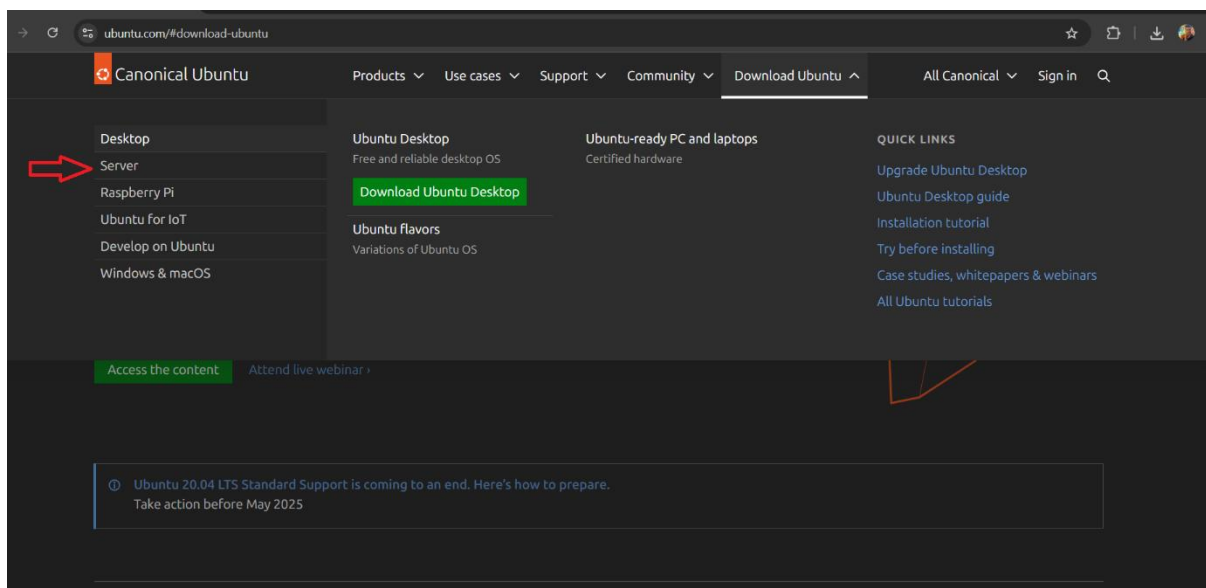 ubuntu.com/#download-ubuntu
Canonical Ubuntu
Products Use cases Support Community Download Ubuntu All Canonical Sign in
Desktop
Server
Raspberry Pi
Ubuntu for IoT
Develop on Ubuntu
Windows & macOS
Ubuntu Desktop
Free and reliable desktop OS
Download Ubuntu Desktop
Ubuntu flavors
Variations of Ubuntu OS
Ubuntu-ready PC and laptops
Certified hardware
QUICK LINKS
Upgrade Ubuntu Desktop
Ubuntu Desktop guide
Installation tutorial
Try before installing
Case studies, whitepapers & webinars
All Ubuntu tutorials
Access the content Attend live webinar ›
Ubuntu 20.04 LTS Standard Support is coming to an end. Here's how to prepare.
Take action before May 2025